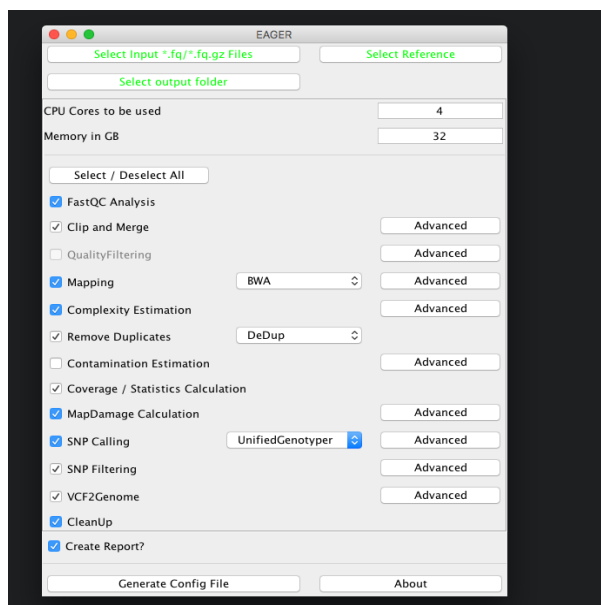 EAGER
Select Input *.fq/*.fq.gz Files Select Reference
Select output folder
CPU Cores to be used 4
Memory in GB 32
Select / Deselect All
FastQC Analysis
Clip and Merge Advanced
QualityFiltering Advanced
Mapping BWA Advanced
Complexity Estimation Advanced
Remove Duplicates DeDup
Contamination Estimation Advanced
Coverage / Statistics Calculation
MapDamage Calculation Advanced
SNP Calling UnifiedGenotyper Advanced
SNP Filtering Advanced
VCF2Genome Advanced
CleanUp
Create Report?
Generate Config File About